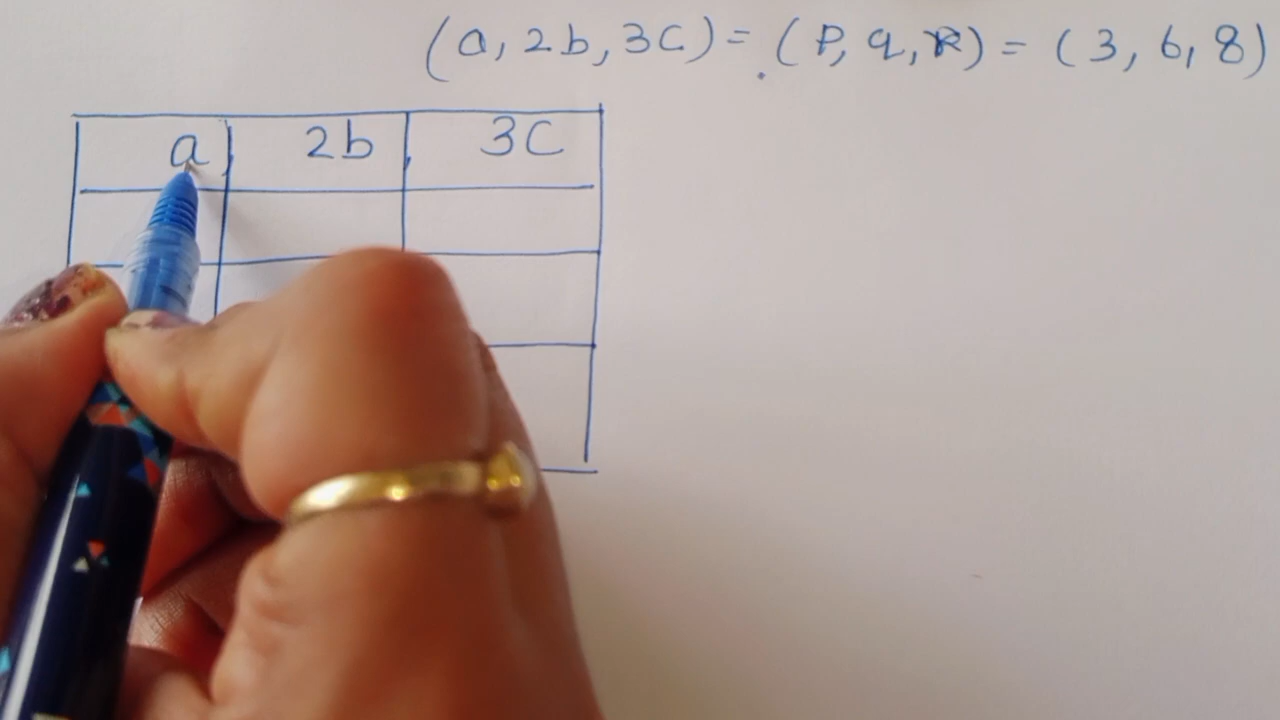 (a, 2b, 3C) = (P, q, R) = (3, 6, 8)
a, 2b, 3C